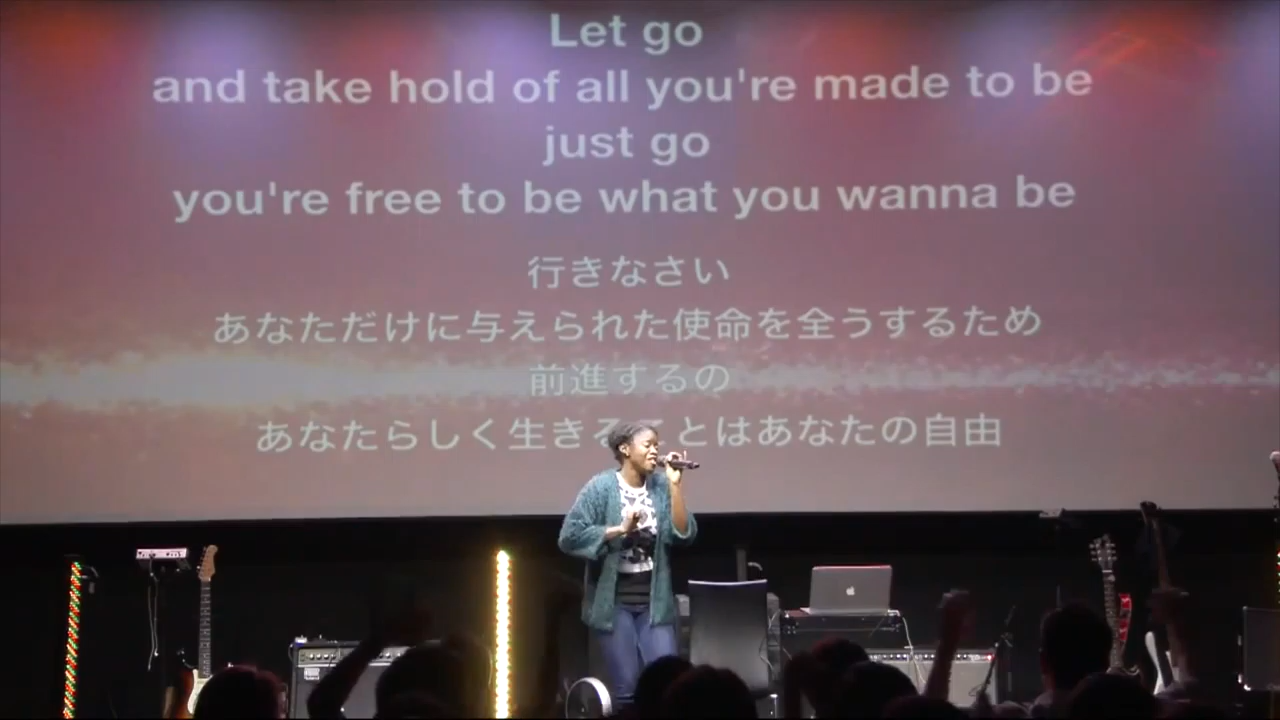 Let go
and take hold of all you're made to be
just go
you're free to be what you wanna be
行きなさい
あなただけに与えられた使命を全うするため
前進するの
あなたらしく生きることはあなたの自由